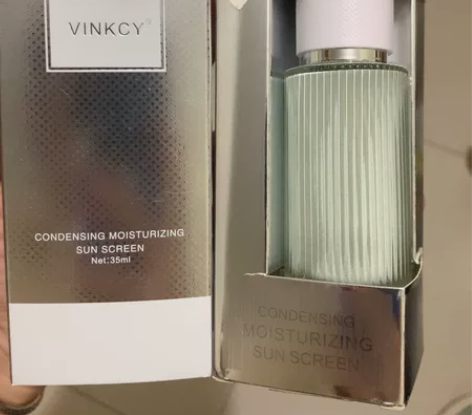 VINKCY®
CONDENSING MOISTURIZING
SUN SCREEN
Net:35ml
CONDENSING
MOISTURIZING
SUN SCREEN